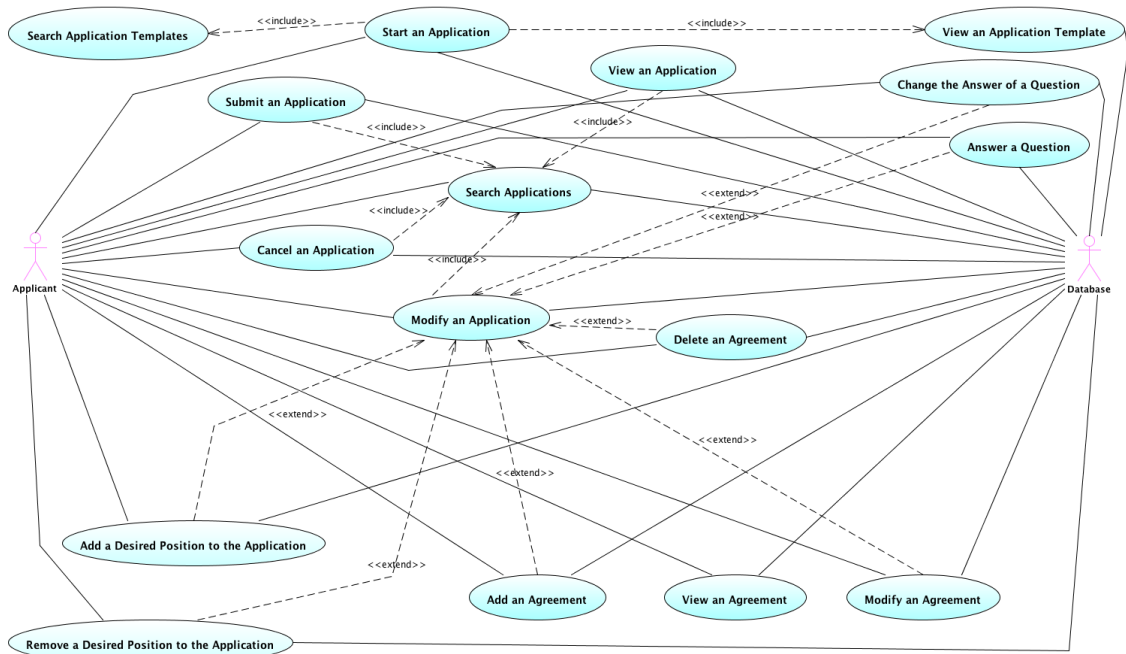 <<include>>
<<include>>
Search Application Templates
Start an Application
View an Application Template
View an Application
Change the Answer of a Question
Submit an Application
<<include>>
<<include>>
Answer a Question
Search Applications
<<extend>>
<<include>>
<<extend>>
Cancel an Application
<<include>>
Applicant
Database
Modify an Application
<<extend>>
Delete an Agreement
<<extend>>
<<extend>>
<<extend>>
Add a Desired Position to the Application
<<extend>>
Add an Agreement
View an Agreement
Modify an Agreement
Remove a Desired Position to the Application